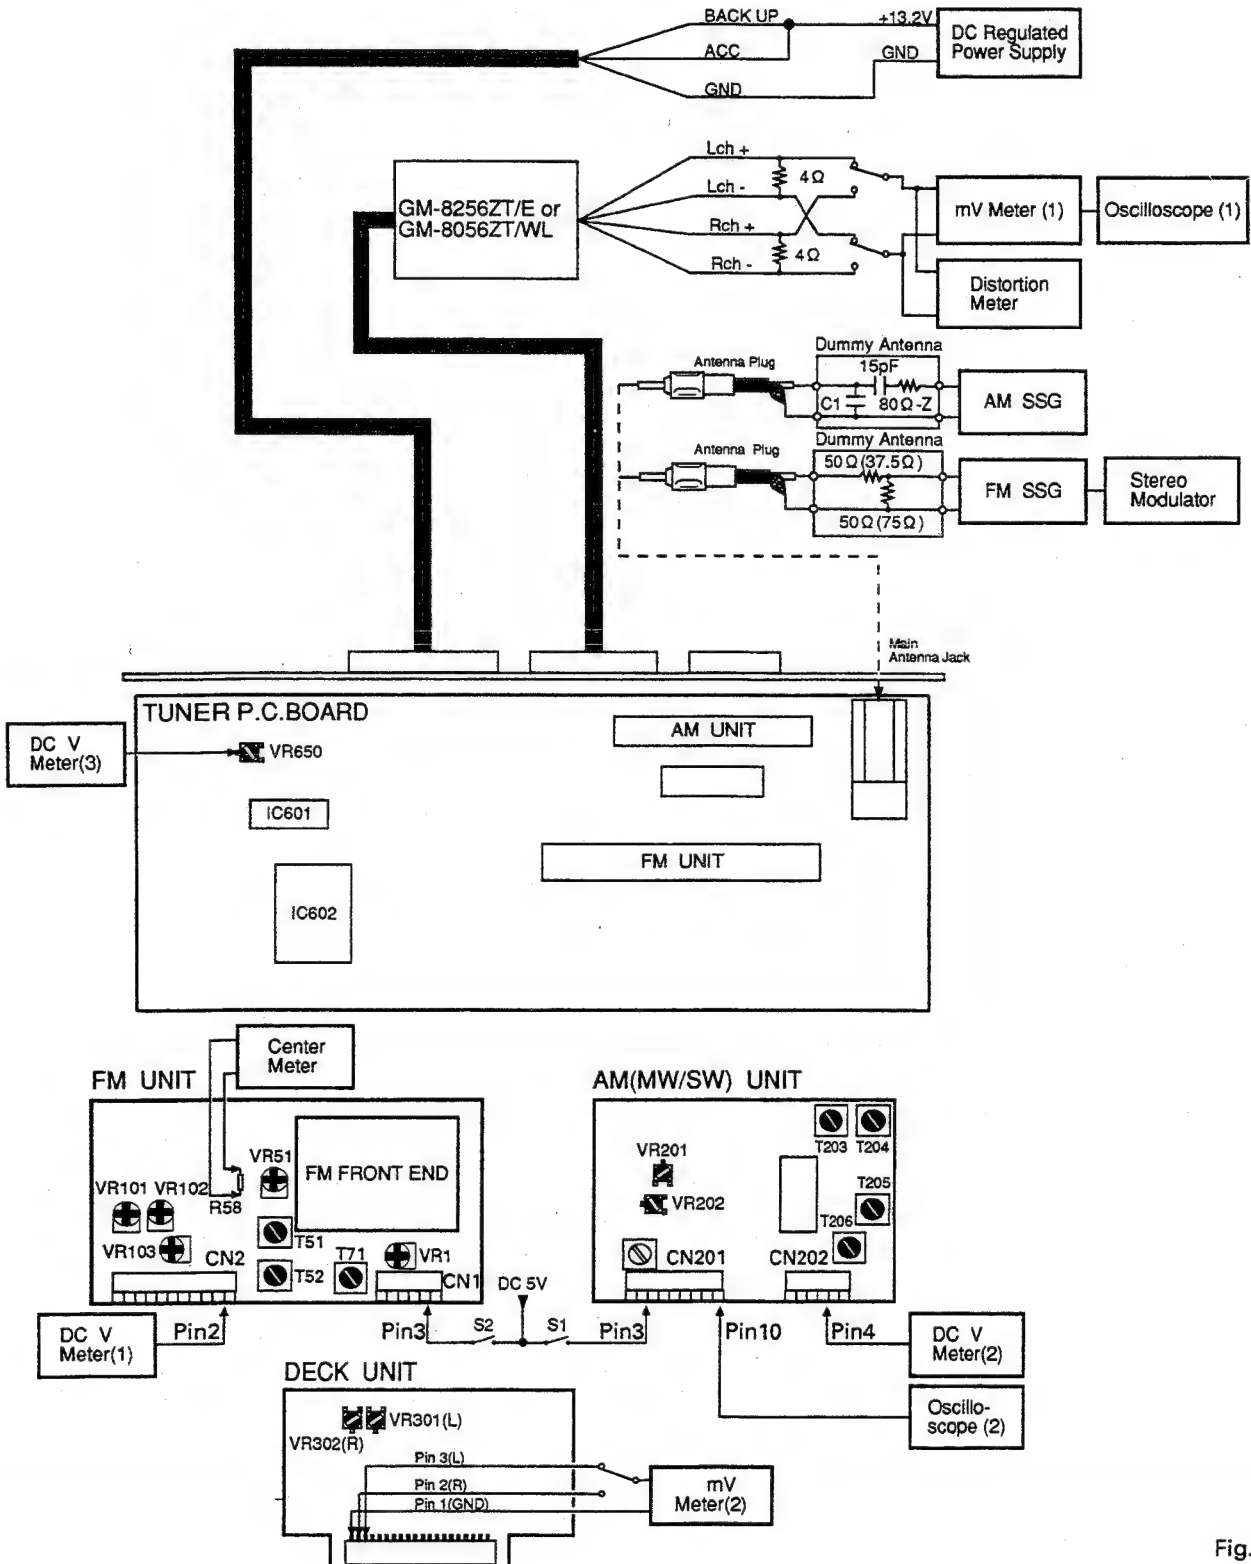 BACK UP
+13.2V
DC Regulated
Power Supply
ACC
GND
GND
Lch +
4Ω
Lch -
GM-8256ZT/E or
GM-8056ZT/WL
Rch +
4Ω
Rch -
mV Meter (1)
Oscilloscope (1)
Distortion
Meter
Dummy Antenna
Antenna Plug
15pF
C1
80Ω-Z
AM SSG
Dummy Antenna
Antenna Plug
50Ω(37.5Ω)
50Ω(75Ω)
FM SSG
Stereo
Modulator
Main
Antenna Jack
TUNER P.C.BOARD
DC V
Meter(3)
VR650
AM UNIT
IC601
FM UNIT
IC602
Center
Meter
FM UNIT
AM(MW/SW) UNIT
VR51
FM FRONT END
VR101
VR102
R58
VR103
CN2
T51
T52
T71
VR1
CN1
DC 5V
T203
T204
VR201
VR202
T205
T206
CN201
CN202
DC V
Meter(1)
Pin2
Pin3
S2
S1
Pin3
Pin10
Pin4
DC V
Meter(2)
Oscillo-
scope (2)
DECK UNIT
VR301(L)
VR302(R)
Pin 3(L)
Pin 2(R)
Pin 1(GND)
mV
Meter(2)
Fig.